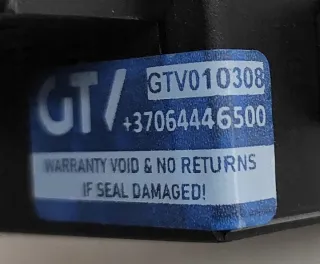 GTV
GTV010308
+37064446500
WARRANTY VOID & NO RETURNS
IF SEAL DAMAGED!